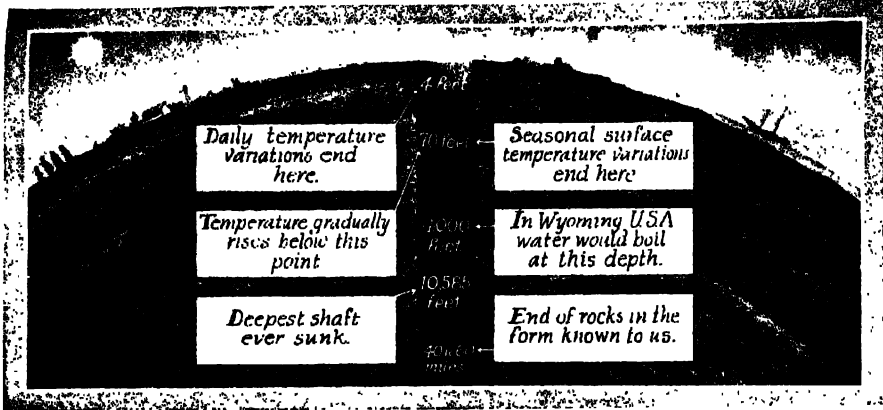 4 feet
Daily temperature
variations end
here.
70 feet
Seasonal surface
temperature variations
end here
Temperature gradually
rises below this
point
feet
In Wyoming U.S.A
water would boil
at this depth.
10,585
feet
Deepest shaft
ever sunk.
End of rocks in the
form known to us.
miles